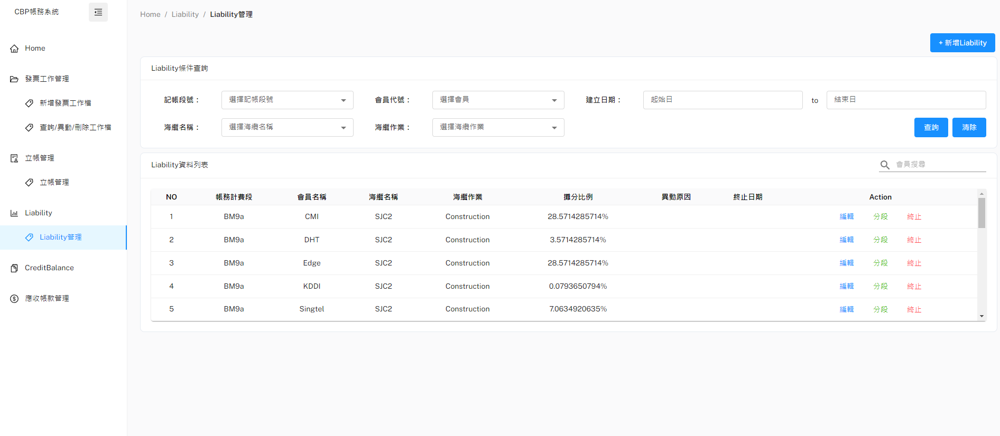 CBP帳務系統
Home
發票工作管理
新增發票工作檔
查詢/異動/刪除工作檔
立帳管理
立帳管理
Liability
Liability管理
CreditBalance
應收帳款管理
Home / Liability / Liability管理
+ 新增Liability
Liability條件查詢
記帳段號： 選擇記帳段號 會員代號： 選擇會員 建立日期： 起始日 to 結束日
海纜名稱： 選擇海纜名稱 海纜作業： 選擇海纜作業 查詢 清除
Liability資料列表 會員搜尋
NO 帳務計費段 會員名稱 海纜名稱 海纜作業 攤分比例 異動原因 終止日期 Action
1 BM9a CMI SJC2 Construction 28.5714285714% 編輯 分段 終止
2 BM9a DHT SJC2 Construction 3.5714285714% 編輯 分段 終止
3 BM9a Edge SJC2 Construction 28.5714285714% 編輯 分段 終止
4 BM9a KDDI SJC2 Construction 0.0793650794% 編輯 分段 終止
5 BM9a Singtel SJC2 Construction 7.0634920635% 編輯 分段 終止